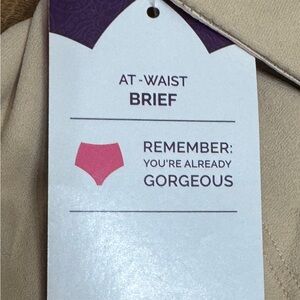 AT-WAIST
BRIEF
REMEMBER:
YOU'RE ALREADY
GORGEOUS